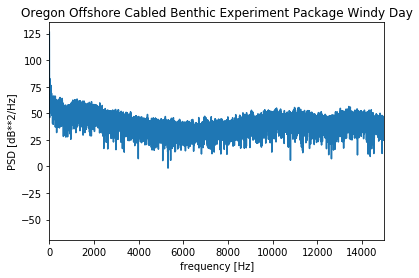 Oregon Offshore Cabled Benthic Experiment Package Windy Day
125
100
75
50
25
0
−25
−50
PSD [dB**2/Hz]
0 2000 4000 6000 8000 10000 12000 14000
frequency [Hz]